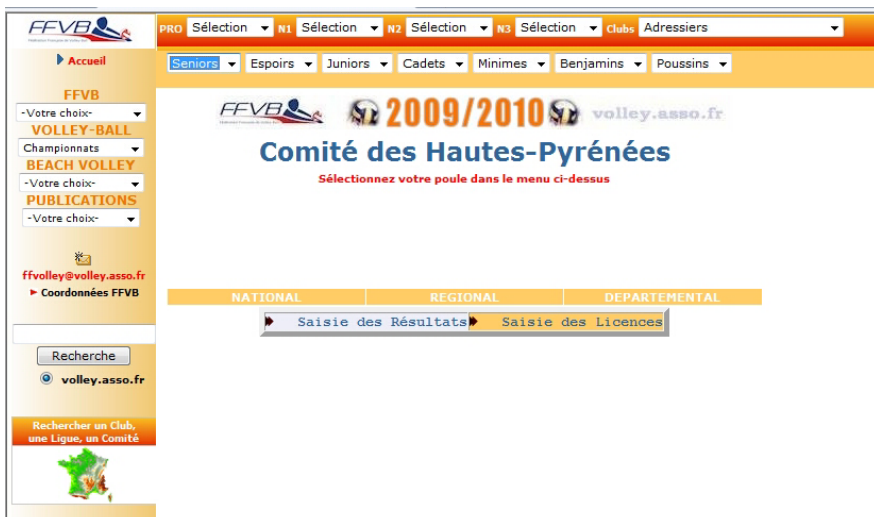 FFVB
PRO Sélection N1 Sélection N2 Sélection N3 Sélection Clubs Adressiers
Accueil
Seniors Espoirs Juniors Cadets Minimes Benjamins Poussins
FFVB
-Votre choix-
VOLLEY-BALL
Championnats
BEACH VOLLEY
-Votre choix-
PUBLICATIONS
-Votre choix-
ffvolley@volley.asso.fr
Coordonnées FFVB
Recherche
volley.asso.fr
Rechercher un Club,
une Ligue, un Comité
FFVB 2009/2010 volley.asso.fr
Comité des Hautes-Pyrénées
Sélectionnez votre poule dans le menu ci-dessus
NATIONAL REGIONAL DEPARTEMENTAL
Saisie des Résultats Saisie des Licences